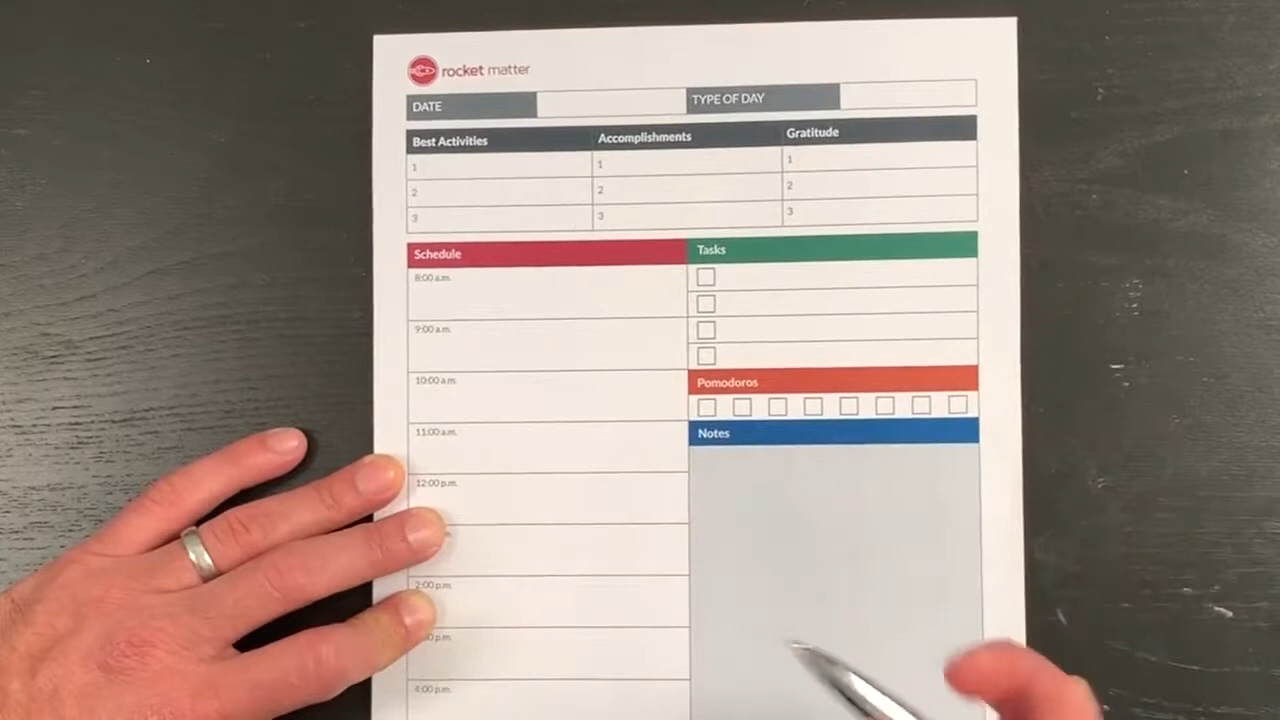 rocket matter
DATE TYPE OF DAY
Best Activities Accomplishments Gratitude
1 1 1
2 2 2
3 3 3
Schedule Tasks
8:00 a.m.
9:00 a.m.
10:00 a.m. Pomodoros
11:00 a.m. Notes
12:00 p.m.
2:00 p.m.
p.m.
4:00 p.m.